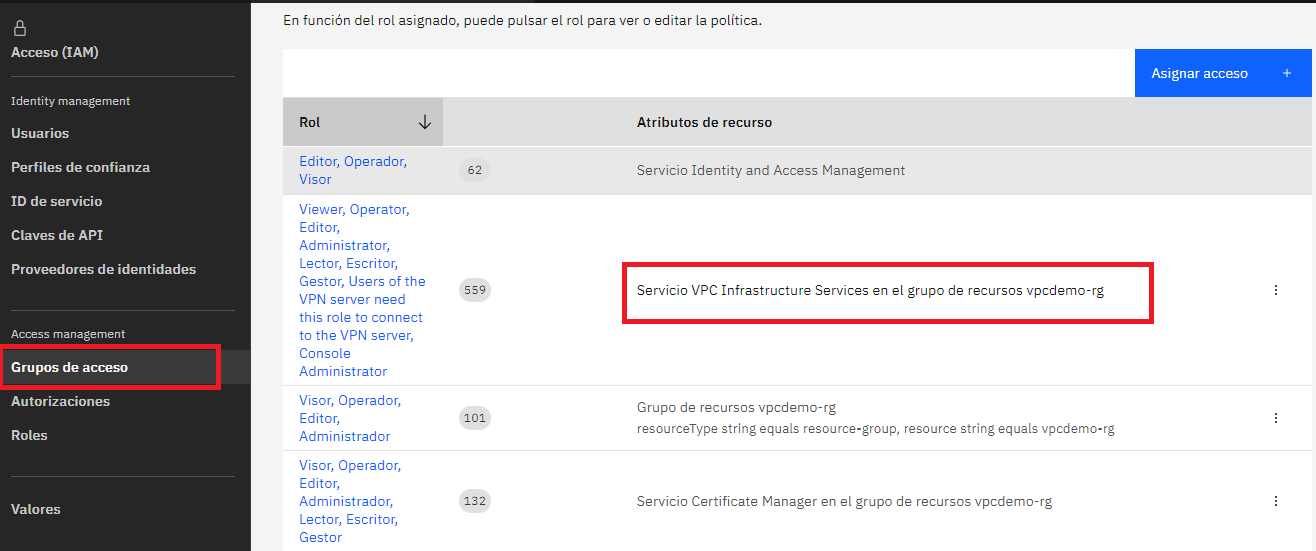 En función del rol asignado, puede pulsar el rol para ver o editar la política.
Acceso (IAM)
Identity management
Usuarios
Perfiles de confianza
ID de servicio
Claves de API
Proveedores de identidades
Access management
Grupos de acceso
Autorizaciones
Roles
Valores
Asignar acceso +
Rol
Atributos de recurso
Editor, Operador,
Visor
62
Servicio Identity and Access Management
Viewer, Operator,
Editor,
Administrator,
Lector, Escritor,
Gestor, Users of the
VPN server need
this role to connect
to the VPN server,
Console
Administrator
559
Servicio VPC Infrastructure Services en el grupo de recursos vpcdemo-rg
Visor, Operador,
Editor,
Administrador
101
Grupo de recursos vpcdemo-rg
resourceType string equals resource-group, resource string equals vpcdemo-rg
Visor, Operador,
Editor,
Administrador,
Lector, Escritor,
Gestor
132
Servicio Certificate Manager en el grupo de recursos vpcdemo-rg